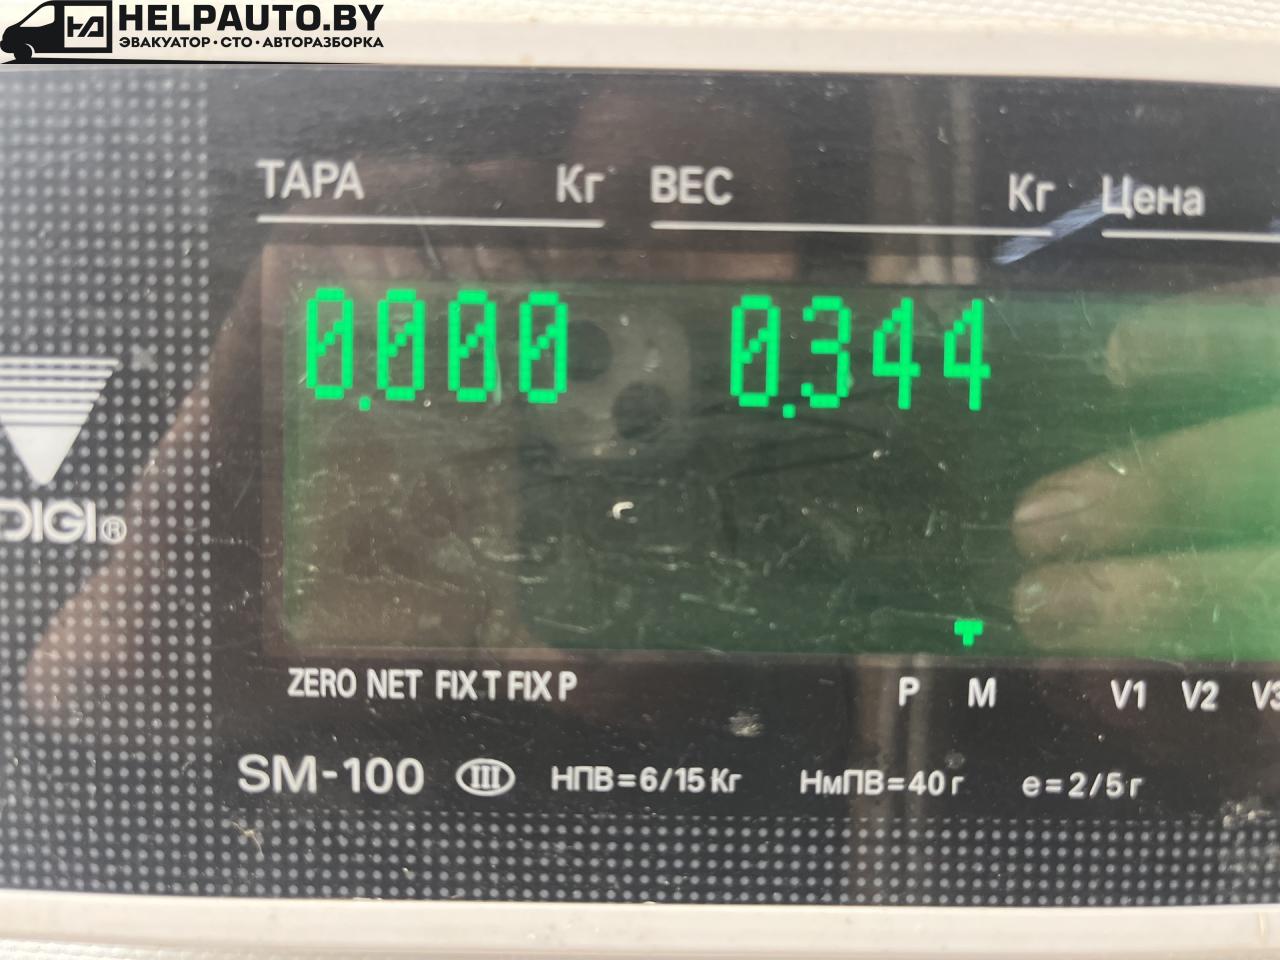 HELPAUTO.BY
ЭВАКУАТОР·СТО·АВТОРАЗБОРКА
ТАРА Кг ВЕС Кг Цена
0.000 0.344
DIGI®
ZERO NET FIX T FIX P P M V1 V2 V3
SM-100 III НПВ=6/15 Кг НмПВ=40 г e=2/5 г